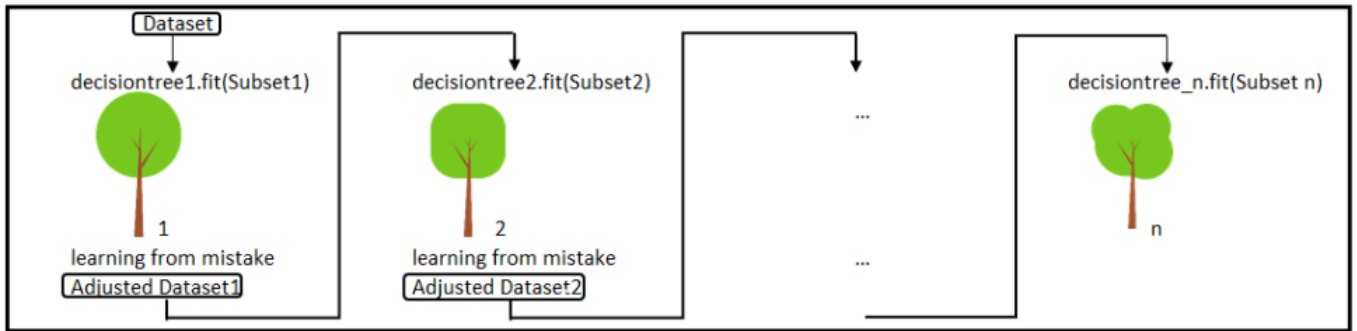 Dataset
decisiontree1.fit(Subset1)
decisiontree2.fit(Subset2)
...
decisiontree_n.fit(Subset n)
1
2
n
learning from mistake
learning from mistake
...
Adjusted Dataset1
Adjusted Dataset2